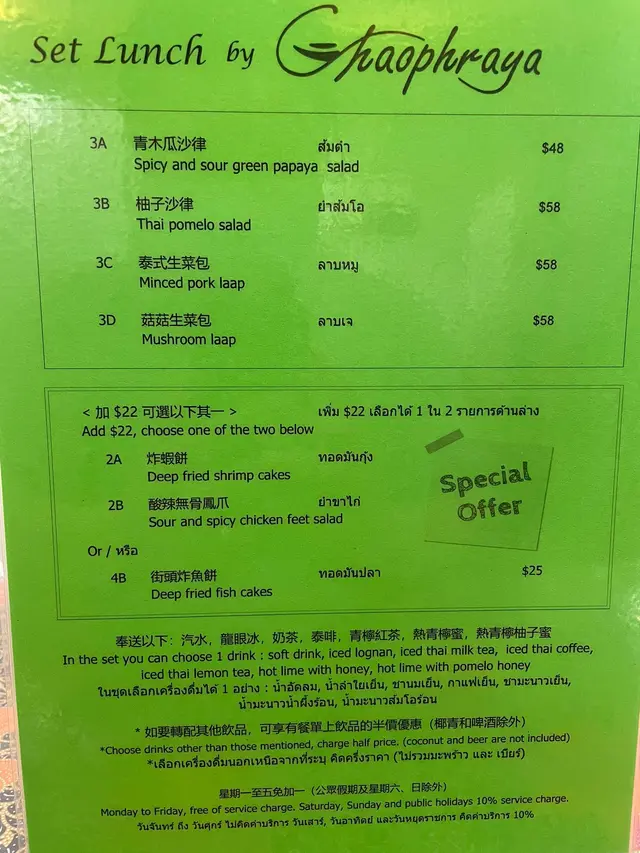 Set Lunch by Chaophraya
3A 青木瓜沙律 ส้มตำ $48
Spicy and sour green papaya salad
3B 柚子沙律 ยำส้มโอ $58
Thai pomelo salad
3C 泰式生菜包 ลาบหมู $58
Minced pork laap
3D 菇菇生菜包 ลาบเจ $58
Mushroom laap
< 加 $22 可選以下其一 > เพิ่ม $22 เลือกได้ 1 ใน 2 รายการด้านล่าง
Add $22, choose one of the two below
2A 炸蝦餅 ทอดมันกุ้ง
Deep fried shrimp cakes
2B 酸辣無骨鳳爪 ยำขาไก่
Sour and spicy chicken feet salad
Special
Offer
Or / หรือ
4B 街頭炸魚餅 ทอดมันปลา $25
Deep fried fish cakes
奉送以下: 汽水, 龍眼冰, 奶茶, 泰啡, 青檸紅茶, 熱青檸蜜, 熱青檸柚子蜜
In the set you can choose 1 drink : soft drink, iced lognan, iced thai milk tea, iced thai coffee,
iced thai lemon tea, hot lime with honey, hot lime with pomelo honey
ในชุดเลือกเครื่องดื่มได้ 1 อย่าง : น้ำอัดลม, น้ำลำใยเย็น, ชานมเย็น, กาแฟเย็น, ชามะนาวเย็น,
น้ำมะนาวน้ำผึ้งร้อน, น้ำมะนาวส้มโอร้อน
* 如要轉配其他飲品, 可享有餐單上飲品的半價優惠 (椰青和啤酒除外)
*Choose drinks other than those mentioned, charge half price. (coconut and beer are not included)
*เลือกเครื่องดื่มนอกเหนือจากที่ระบุ คิดครึ่งราคา (ไม่รวมมะพร้าว และ เบียร์)
星期一至五免加一 (公眾假期及星期六、日除外)
Monday to Friday, free of service charge. Saturday, Sunday and public holidays 10% service charge.
วันจันทร์ ถึง วันศุกร์ ไม่คิดค่าบริการ วันเสาร์, วันอาทิตย์ และวันหยุดราชการ คิดค่าบริการ 10%